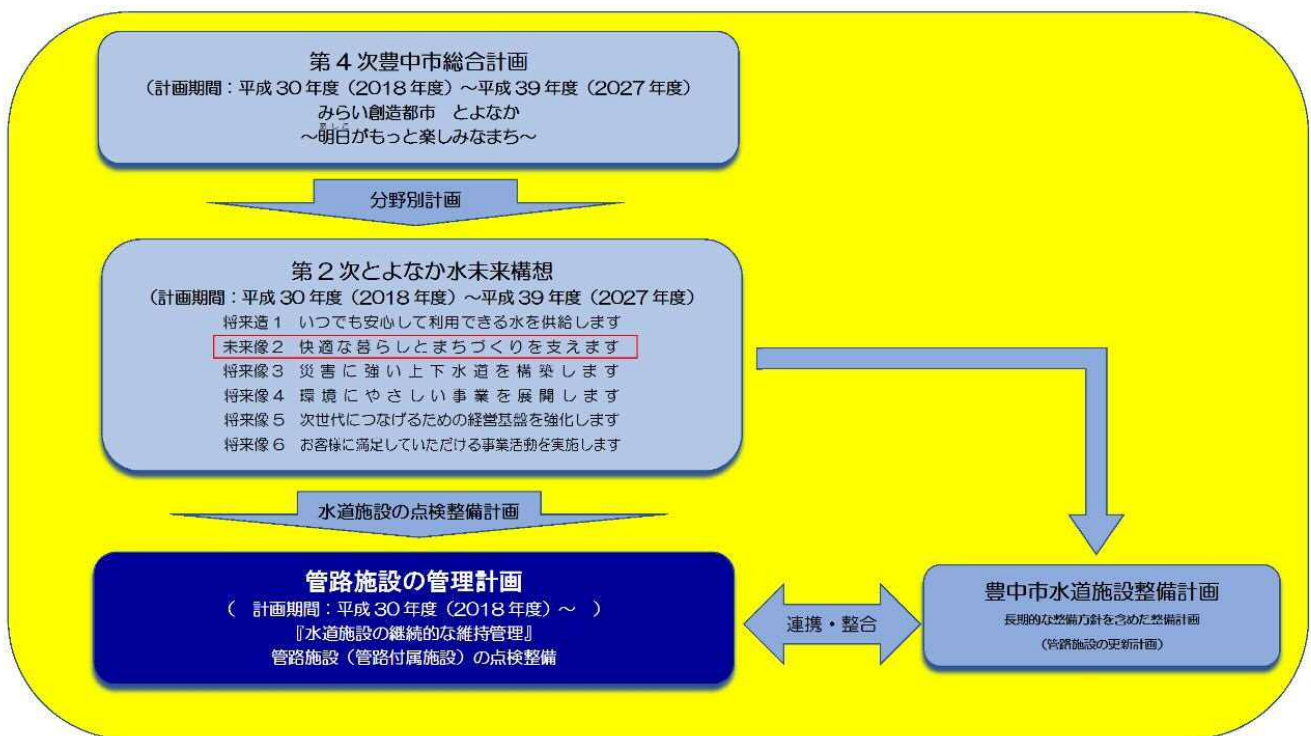 第4次豊中市総合計画
(計画期間:平成30年度(2018年度)~平成39年度(2027年度)
みらい創造都市 とよなか
~明日がもっと楽しみなまち~
分野別計画
第2次とよなか水未来構想
(計画期間:平成30年度(2018年度)~平成39年度(2027年度)
将来造1 いつでも安心して利用できる水を供給します
未来像2 快適な暮らしとまちづくりを支えます
将来像3 災害に強い上下水道を構築します
将来像4 環境にやさしい事業を展開します
将来像5 次世代につなげるための経営基盤を強化します
将来像6 お客様に満足していただける事業活動を実施します
水道施設の点検整備計画
管路施設の管理計画
( 計画期間:平成30年度(2018年度)~ )
『水道施設の継続的な維持管理』
管路施設(管路付属施設)の点検整備
連携・整合
豊中市水道施設整備計画
長期的な整備方針を含めた整備計画
(管路施設の更新計画)